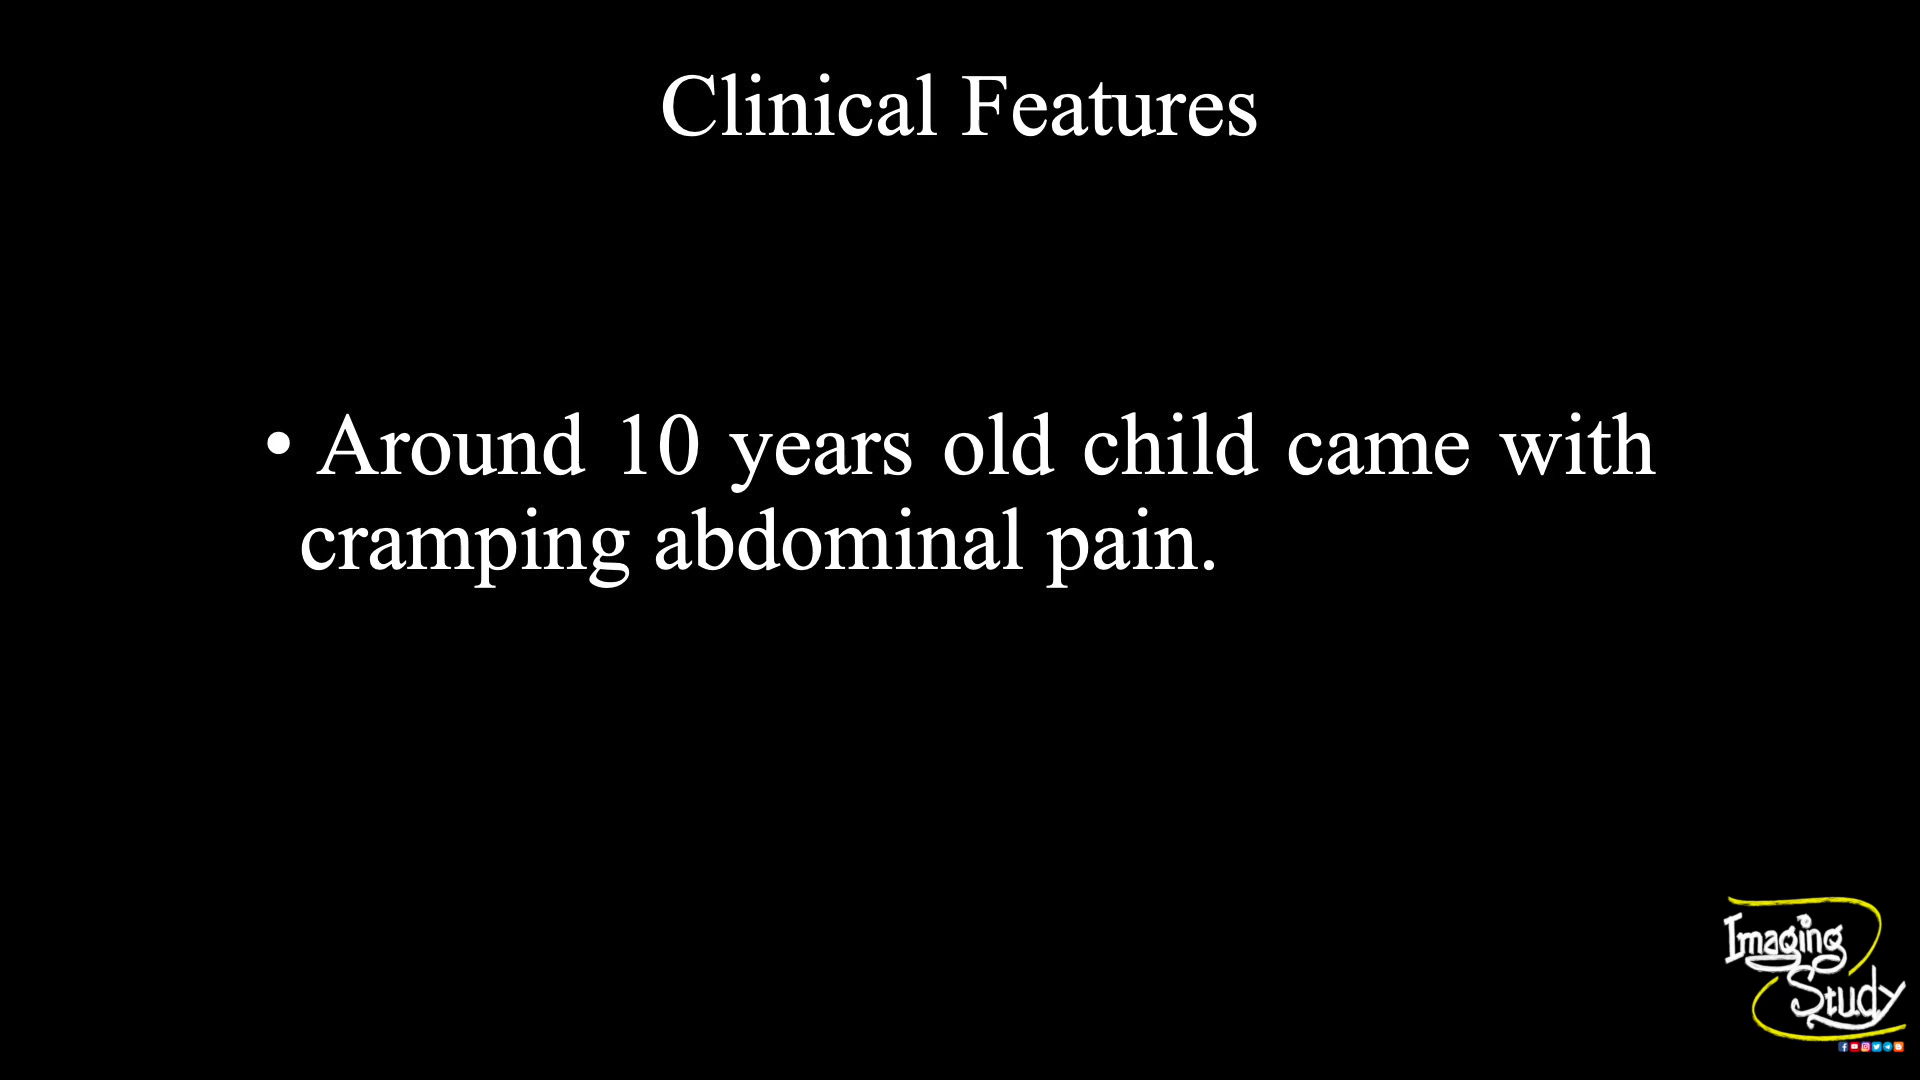 Clinical Features
• Around 10 years old child came with
cramping abdominal pain.
Imaging
Study